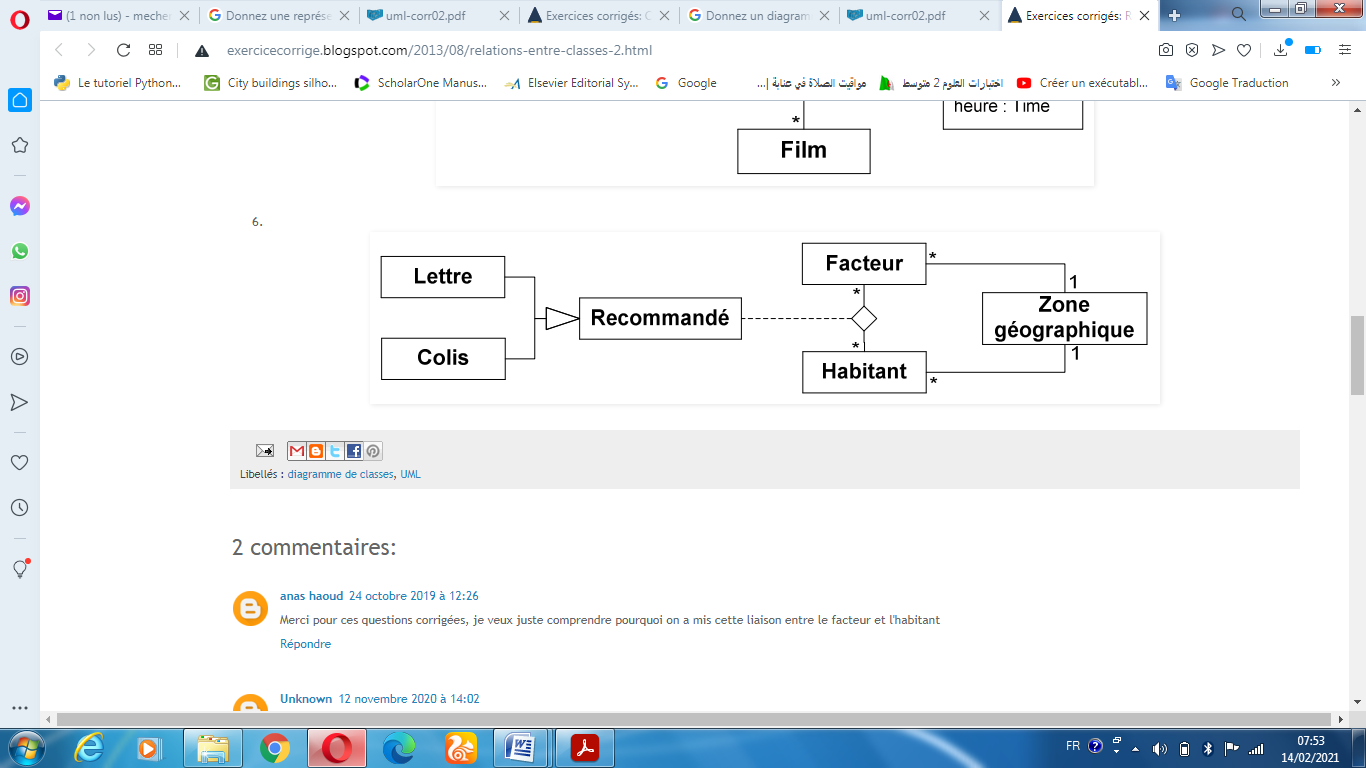 (1 non lus) - mecher
Donnez une représe
uml-corr02.pdf
Exercices corrigés: C
Donnez un diagram
uml-corr02.pdf
Exercices corrigés: R
exercicecorrige.blogspot.com/2013/08/relations-entre-classes-2.html
Le tutoriel Python...
City buildings silho...
ScholarOne Manus...
Elsevier Editorial Sy...
Google
مواقيت الصلاة في عنابة |...
اختبارات العلوم 2 متوسط
Créer un exécutabl...
Google Traduction
»
heure : Time
*
Film
6.
Lettre
Colis
Recommandé
Facteur
*
*
*
Habitant
*
1
Zone
géographique
1
Libellés : diagramme de classes, UML
2 commentaires:
anas haoud 24 octobre 2019 à 12:26
Merci pour ces questions corrigées, je veux juste comprendre pourquoi on a mis cette liaison entre le facteur et l'habitant
Répondre
Unknown 12 novembre 2020 à 14:02
FR
07:53
14/02/2021